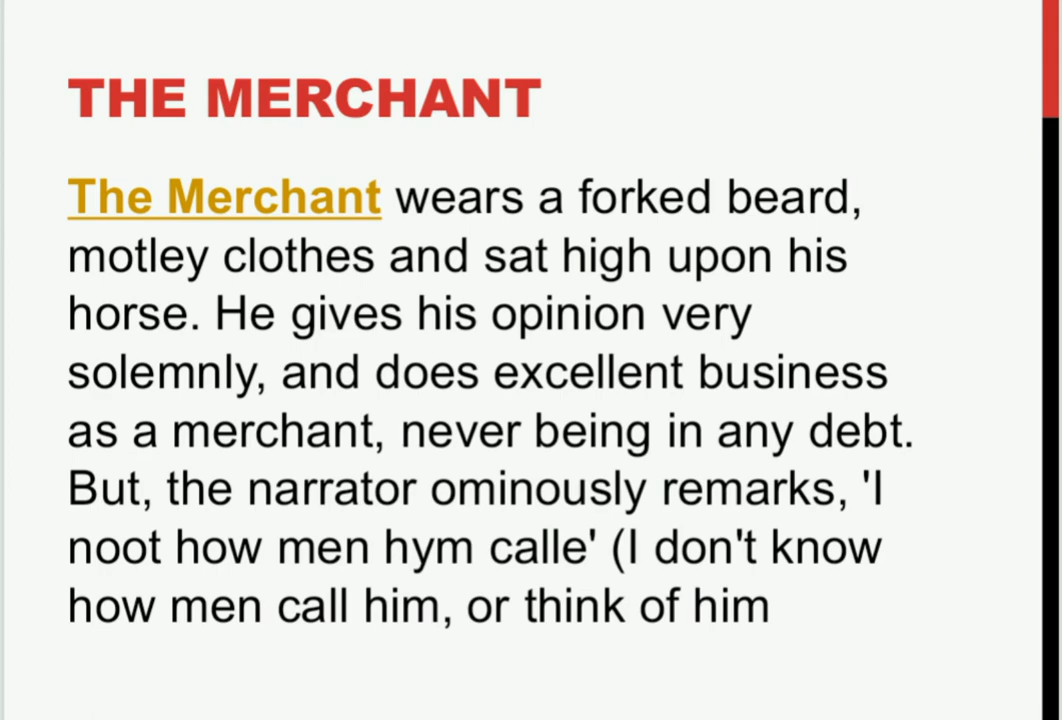 THE MERCHANT
The Merchant wears a forked beard,
motley clothes and sat high upon his
horse. He gives his opinion very
solemnly, and does excellent business
as a merchant, never being in any debt.
But, the narrator ominously remarks, 'I
noot how men hym calle' (I don't know
how men call him, or think of him